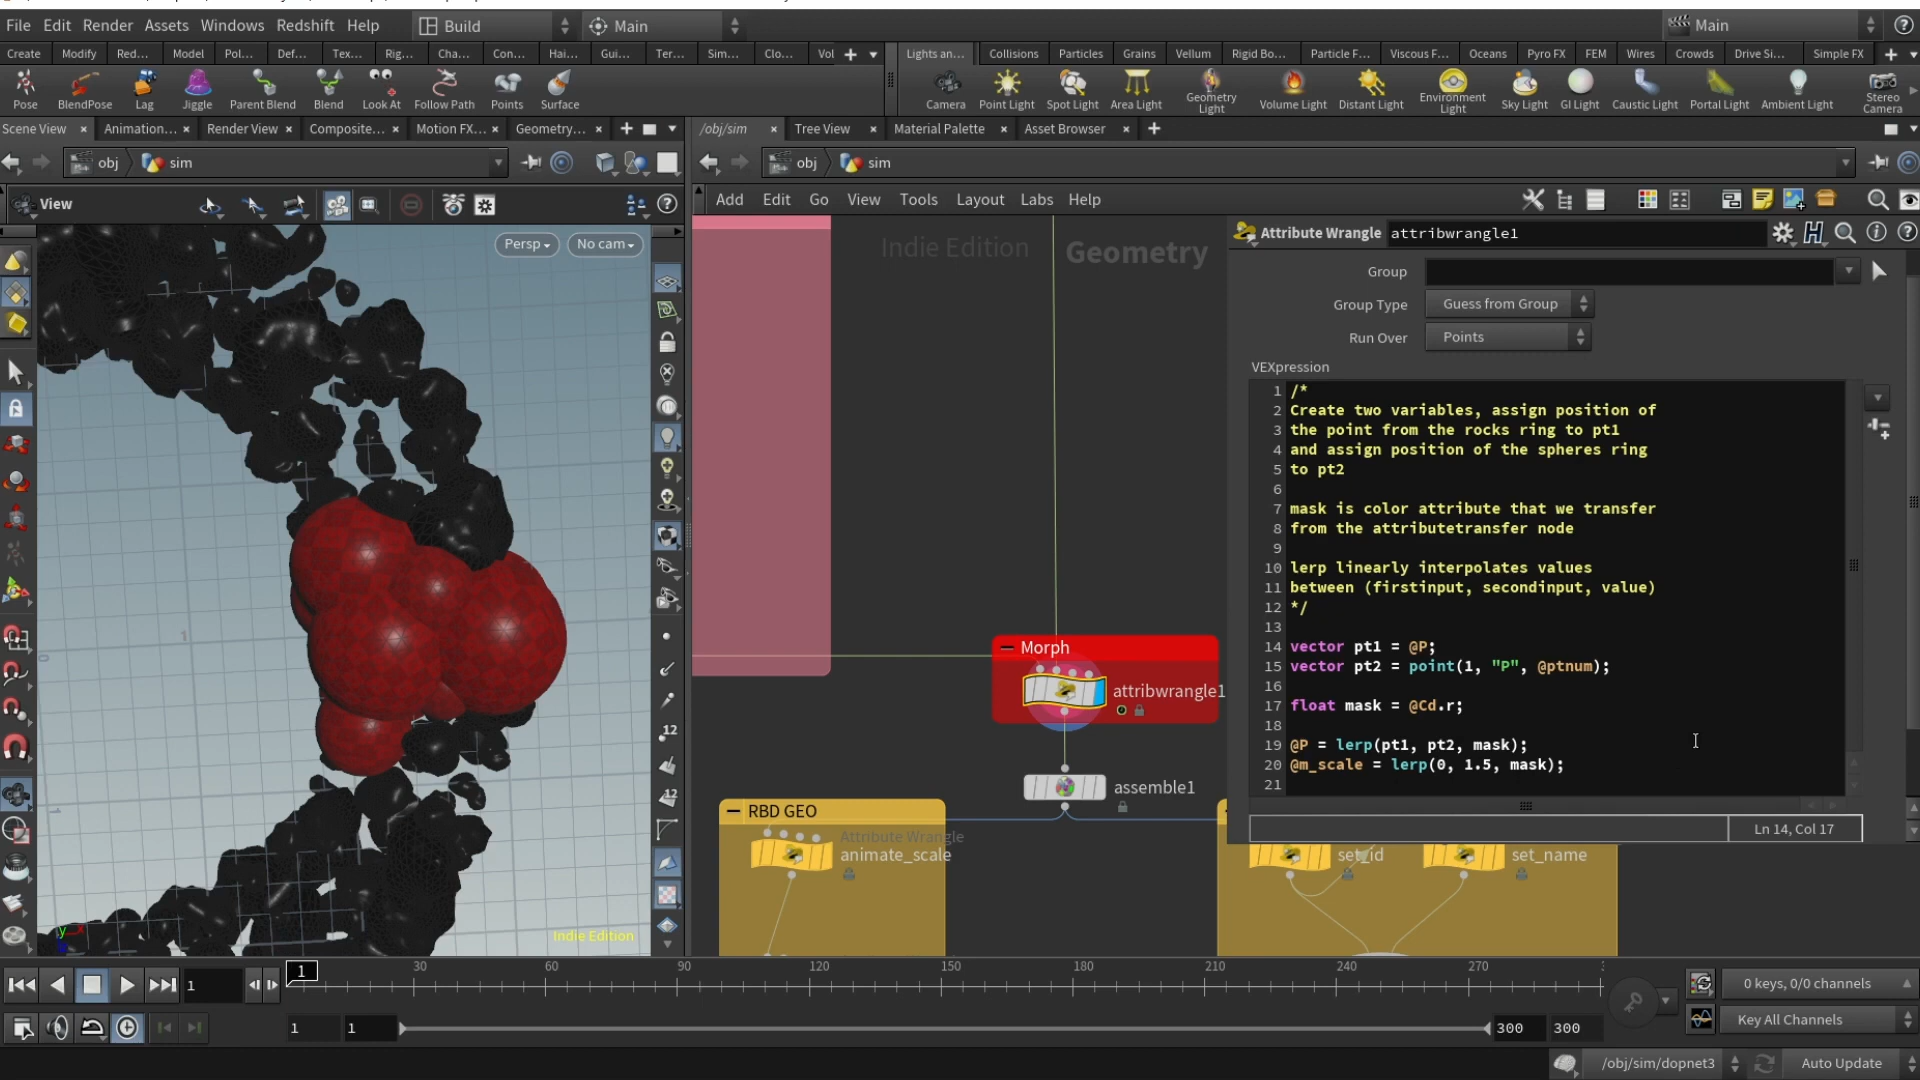 File Edit Render Assets Windows Redshift Help Build Main Main
Create Modify Red... Model Pol... Def... Tex... Rig... Cha... Con... Hai... Gui... Ter... Sim... Clo... Vol
Lights an... Collisions Particles Grains Vellum Rigid Bo... Particle F... Viscous F... Oceans Pyro FX FEM Wires Crowds Drive Si... Simple FX
Pose BlendPose Lag Jiggle Parent Blend Blend Look At Follow Path Points Surface
Camera Point Light Spot Light Area Light Geometry Light Volume Light Distant Light Environment Light Sky Light GI Light Caustic Light Portal Light Ambient Light Stereo Camera
Scene View Animation... Render View Composite... Motion FX... Geometry...
/obj/sim Tree View Material Palette Asset Browser
obj sim
obj sim
View
Add Edit Go View Tools Layout Labs Help
Persp No cam
Indie Edition Geometry
Attribute Wrangle attribwrangle1
Group
Group Type Guess from Group
Run Over Points
VEXpression
1 /*
2 Create two variables, assign position of
3 the point from the rocks ring to pt1
4 and assign position of the spheres ring
5 to pt2
6
7 mask is color attribute that we transfer
8 from the attributetransfer node
9
10 lerp linearly interpolates values
11 between (firstinput, secondinput, value)
12 */
13
14 vector pt1 = @P;
15 vector pt2 = point(1, "P", @ptnum);
16
17 float mask = @Cd.r;
18
19 @P = lerp(pt1, pt2, mask);
20 @m_scale = lerp(0, 1.5, mask);
21
Ln 14, Col 17
Morph
attribwrangle1
assemble1
RBD GEO
Attribute Wrangle
animate_scale
set_id
set_name
12
12
Indie Edition
1 1 30 60 90 120 150 180 210 240 270
0 keys, 0/0 channels
1 1 300 300
Key All Channels
/obj/sim/dopnet3 Auto Update